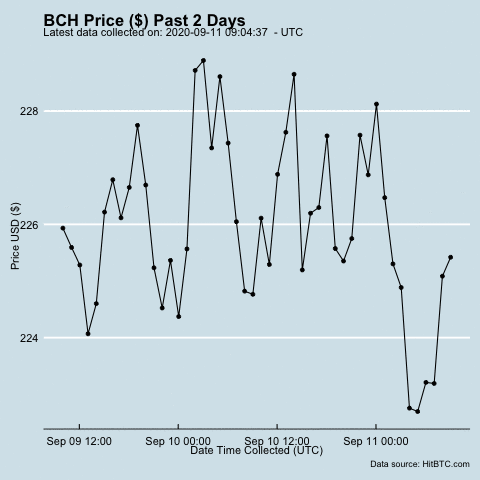 BCH Price ($) Past 2 Days
Latest data collected on: 2020-09-11 09:04:37 - UTC
228
226
224
Price USD ($)
Sep 09 12:00 Sep 10 00:00 Sep 10 12:00 Sep 11 00:00
Date Time Collected (UTC)
Data source: HitBTC.com